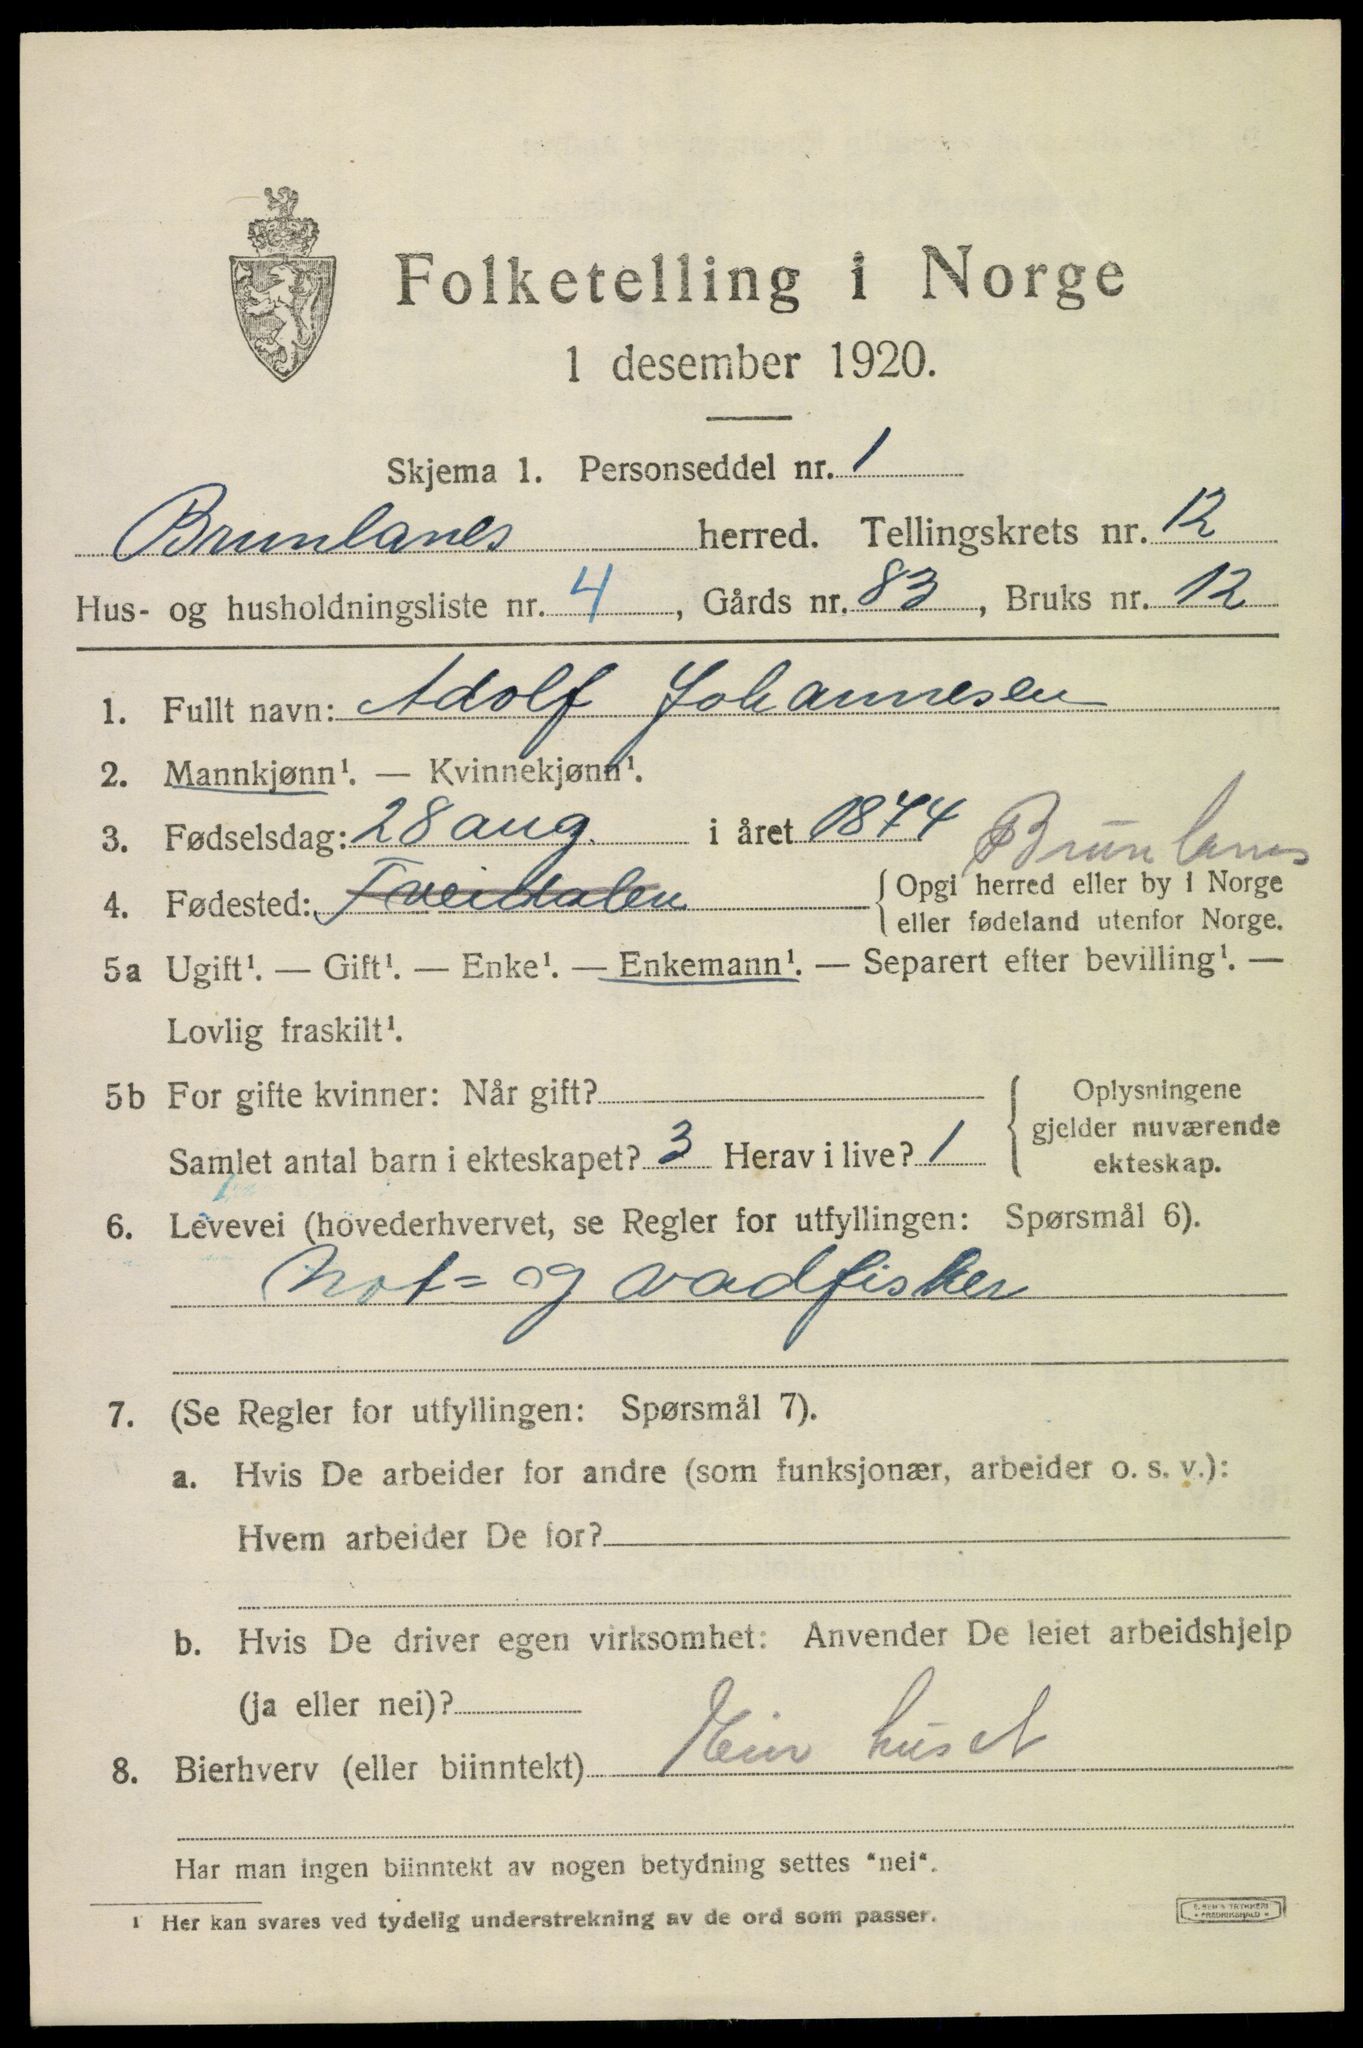 Folketelling i Norge
1 desember 1920.
Skjema 1. Personseddel nr. 1
Brunlanes herred. Tellingskrets nr. 12
Hus- og husholdningsliste nr. 4, Gårds nr. 83, Bruks nr. 12
1. Fullt navn: Adolf Johannesen
2. Mannkjønn¹. — Kvinnekjønn¹.
3. Fødselsdag: 28 aug. i året 1874 Brunlanes
4. Fødested: Tveidalen { Opgi herred eller by i Norge
eller fødeland utenfor Norge.
5a Ugift¹. — Gift¹. — Enke¹. — Enkemann¹. — Separert efter bevilling¹. —
Lovlig fraskilt¹.
5b For gifte kvinner: Når gift? { Oplysningene
gjelder nuværende
Samlet antal barn i ekteskapet? 3 Herav i live? 1 ekteskap.
6. Levevei (hovederhvervet, se Regler for utfyllingen: Spørsmål 6).
Not= og vadfisker
7. (Se Regler for utfyllingen: Spørsmål 7).
a. Hvis De arbeider for andre (som funksjonær, arbeider o. s. v.):
Hvem arbeider De for?
b. Hvis De driver egen virksomhet: Anvender De leiet arbeidshjelp
(ja eller nei)?
8. Bierhverv (eller biinntekt) huset
Har man ingen biinntekt av nogen betydning settes "nei".
¹ Her kan svares ved tydelig understrekning av de ord som passer.